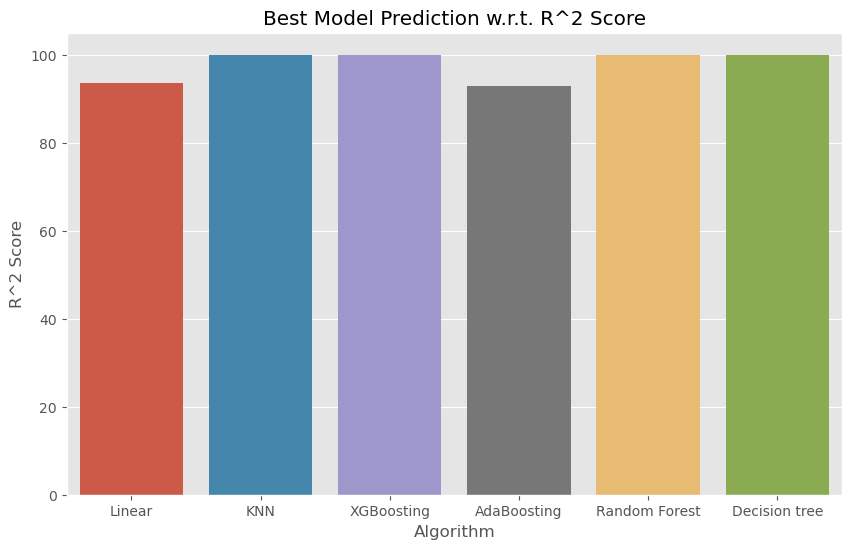 Best Model Prediction w.r.t. R^2 Score
R^2 Score
100
80
60
40
20
0
Linear KNN XGBoosting AdaBoosting Random Forest Decision tree
Algorithm